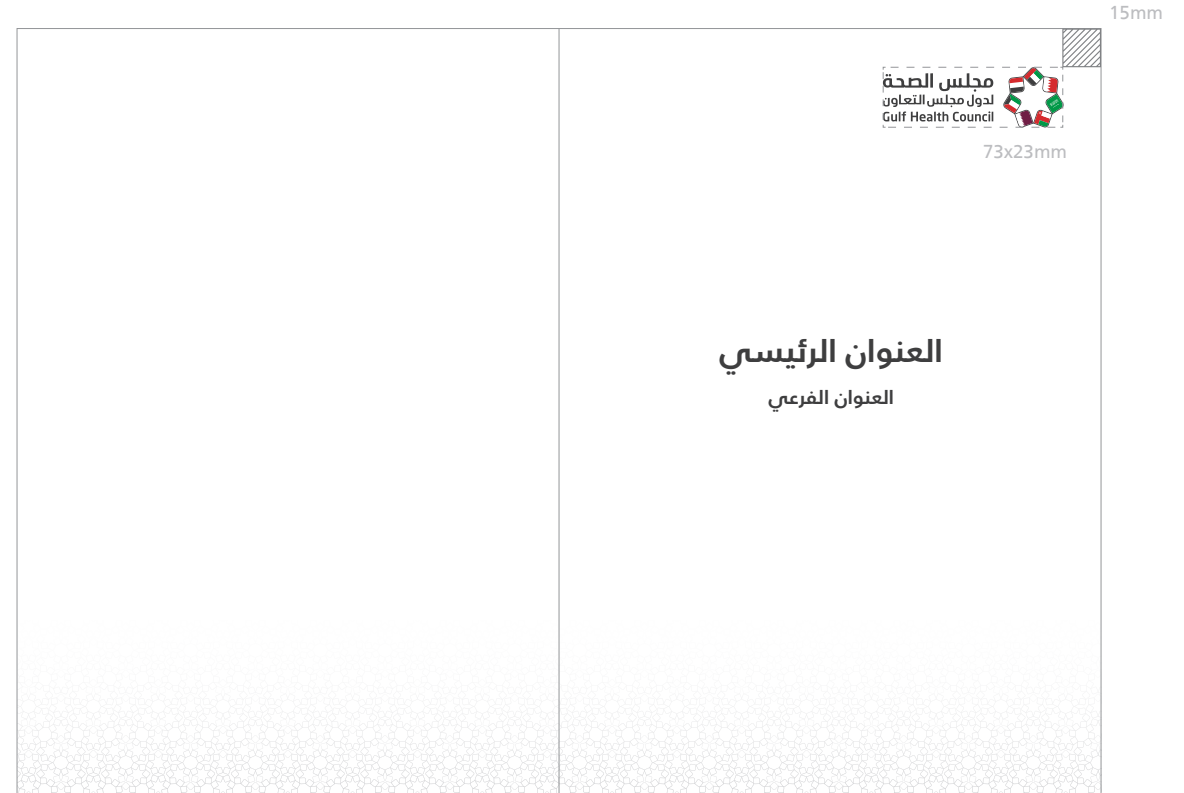 15mm
مجلس الصحة
لدول مجلس التعاون
Gulf Health Council
73x23mm
العنوان الرئيسي
العنوان الفرعي